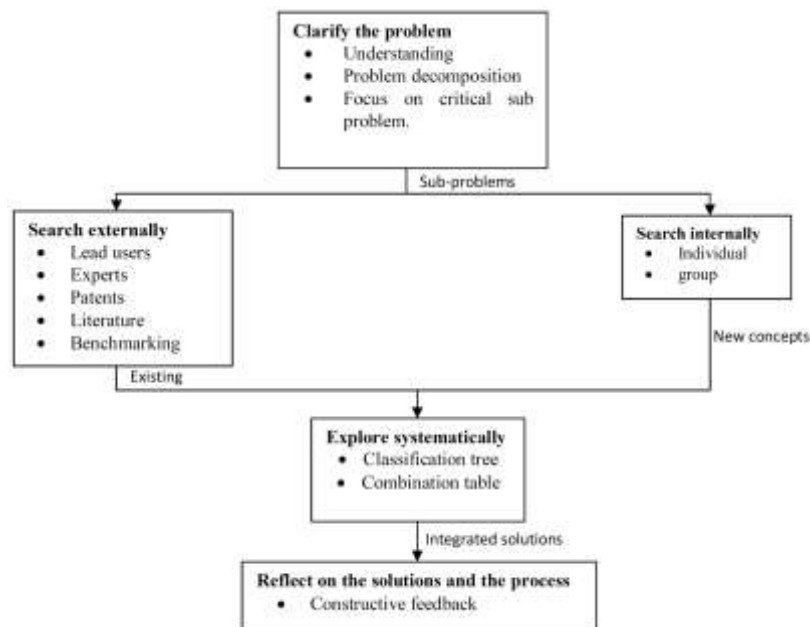 Clarify the problem
• Understanding
• Problem decomposition
• Focus on critical sub
problem.
Sub-problems
Search externally
• Lead users
• Experts
• Patents
• Literature
• Benchmarking
Search internally
• Individual
• group
Existing
New concepts
Explore systematically
• Classification tree
• Combination table
Integrated solutions
Reflect on the solutions and the process
• Constructive feedback